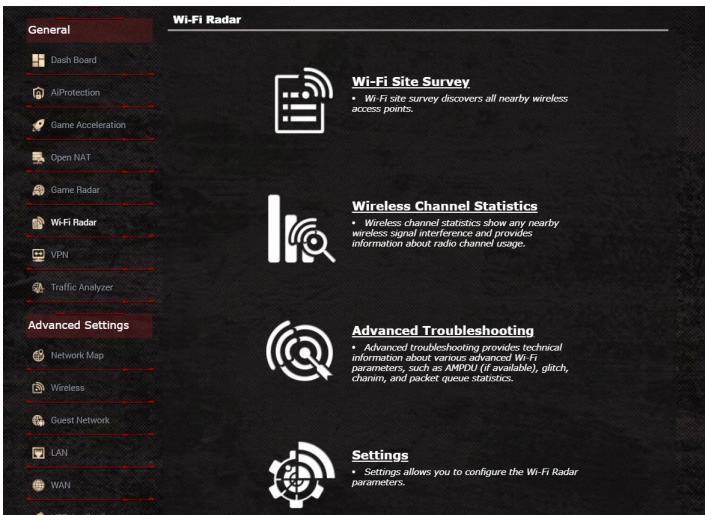 General
Dash Board
AiProtection
Game Acceleration
Open NAT
Game Radar
Wi-Fi Radar
VPN
Traffic Analyzer
Advanced Settings
Network Map
Wireless
Guest Network
LAN
WAN
Wi-Fi Radar
Wi-Fi Site Survey
• Wi-Fi site survey discovers all nearby wireless
access points.
Wireless Channel Statistics
• Wireless channel statistics show any nearby
wireless signal interference and provides
information about radio channel usage.
Advanced Troubleshooting
• Advanced troubleshooting provides technical
information about various advanced Wi-Fi
parameters, such as AMPDU (if available), glitch,
chanim, and packet queue statistics.
Settings
• Settings allows you to configure the Wi-Fi Radar
parameters.